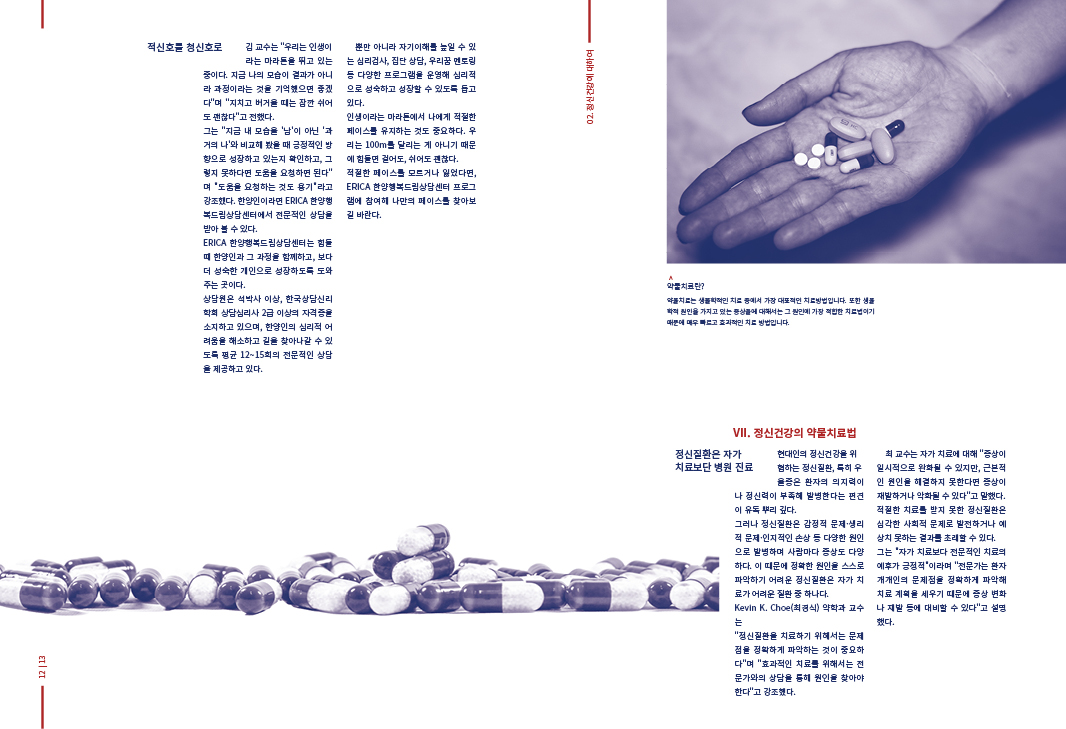 적신호를 청신호로
김 교수는 "우리는 인생이
라는 마라톤을 뛰고 있는
중이다. 지금 나의 모습이 결과가 아니
라 과정이라는 것을 기억했으면 좋겠
다"며 "지치고 버거울 때는 잠깐 쉬어
도 괜찮다"고 전했다.
그는 "지금 내 모습을 '남'이 아닌 '과
거의 나'와 비교해 봤을 때 긍정적인 방
향으로 성장하고 있는지 확인하고, 그
렇지 못하다면 도움을 요청하면 된다"
며 "도움을 요청하는 것도 용기"라고
강조했다. 한양인이라면 ERICA 한양행
복드림상담센터에서 전문적인 상담을
받아 볼 수 있다.
ERICA 한양행복드림상담센터는 힘들
때 한양인과 그 과정을 함께하고, 보다
더 성숙한 개인으로 성장하도록 도와
주는 곳이다.
상담원은 석박사 이상, 한국상담심리
학회 상담심리사 2급 이상의 자격증을
소지하고 있으며, 한양인의 심리적 어
려움을 해소하고 길을 찾아나갈 수 있
도록 평균 12~15회의 전문적인 상담
을 제공하고 있다.
뿐만 아니라 자기이해를 높일 수 있
는 심리검사, 집단 상담, 우리꿈 멘토링
등 다양한 프로그램을 운영해 심리적
으로 성숙하고 성장할 수 있도록 돕고
있다.
인생이라는 마라톤에서 나에게 적절한
페이스를 유지하는 것도 중요하다. 우
리는 100m를 달리는 게 아니기 때문
에 힘들면 걸어도, 쉬어도 괜찮다.
적절한 페이스를 모르거나 잃었다면,
ERICA 한양행복드림상담센터 프로그
램에 참여해 나만의 페이스를 찾아보
길 바란다.
12 | 13
02. 정신건강에 대하여
^
약물치료란?
약물치료는 생물학적인 치료 중에서 가장 대표적인 치료방법입니다. 또한 생물
학적 원인을 가지고 있는 증상들에 대해서는 그 원인에 가장 적합한 치료법이기
때문에 매우 빠르고 효과적인 치료 방법입니다.
VII. 정신건강의 약물치료법
정신질환은 자가
치료보단 병원 진료
현대인의 정신건강을 위
협하는 정신질환, 특히 우
울증은 환자의 의지력이
나 정신력이 부족해 발병한다는 편견
이 유독 뿌리 깊다.
그러나 정신질환은 감정적 문제·생리
적 문제·인지적인 손상 등 다양한 원인
으로 발병하며 사람마다 증상도 다양
하다. 이 때문에 정확한 원인을 스스로
파악하기 어려운 정신질환은 자가 치
료가 어려운 질환 중 하나다.
Kevin K. Choe(최경식) 약학과 교수
는
"정신질환을 치료하기 위해서는 문제
점을 정확하게 파악하는 것이 중요하
다"며 "효과적인 치료를 위해서는 전
문가와의 상담을 통해 원인을 찾아야
한다"고 강조했다.
최 교수는 자가 치료에 대해 "증상이
일시적으로 완화될 수 있지만, 근본적
인 원인을 해결하지 못한다면 증상이
재발하거나 악화될 수 있다"고 말했다.
적절한 치료를 받지 못한 정신질환은
심각한 사회적 문제로 발전하거나 예
상치 못하는 결과를 초래할 수 있다.
그는 "자가 치료보다 전문적인 치료의
예후가 긍정적"이라며 "전문가는 환자
개개인의 문제점을 정확하게 파악해
치료 계획을 세우기 때문에 증상 변화
나 재발 등에 대비할 수 있다"고 설명
했다.